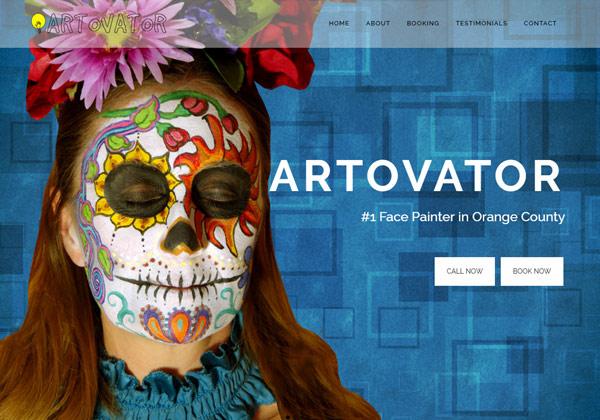 ARTOVATOR
HOME ABOUT BOOKING TESTIMONIALS CONTACT
ARTOVATOR
#1 Face Painter in Orange County
CALL NOW BOOK NOW